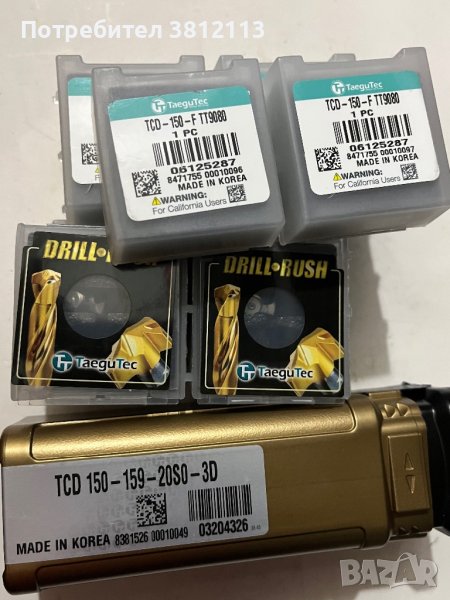 Потребител 3812113
TaeguTec
TCD-150-F TT9080
1 PC
06125287
8471755 00010096
MADE IN KOREA
WARNING:
For California Users
TaeguTec
TCD-150-F TT9080
1 PC
06125287
8471755 00010097
MADE IN KOREA
WARNING:
For California Users
DRILL•RUSH
TaeguTec
DRILL•RUSH
TaeguTec
TCD 150-159-20S0-3D
MADE IN KOREA 8381526 00010049 03204326
BAZAR